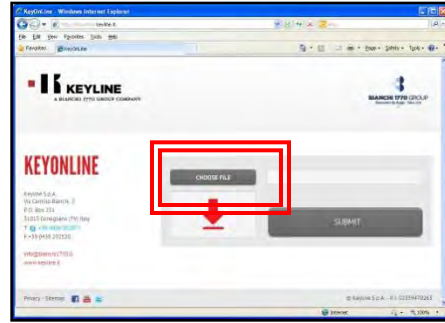 KeyOnLine - Windows Internet Explorer
File Edit View Favorites Tools Help
Favorites KeyOnLine
KEYLINE
A BIANCHI 1770 GROUP COMPANY
BIANCHI 1770 GROUP
KEYONLINE
CHOOSE FILE
SUBMIT
Keyline S.p.A.
Via Camillo Bianchi, 2
P.O. Box 251
31015 Conegliano (TV) Italy
info@bianchi1770.it
www.keyline.it
Privacy - Sitemap
Internet
100%